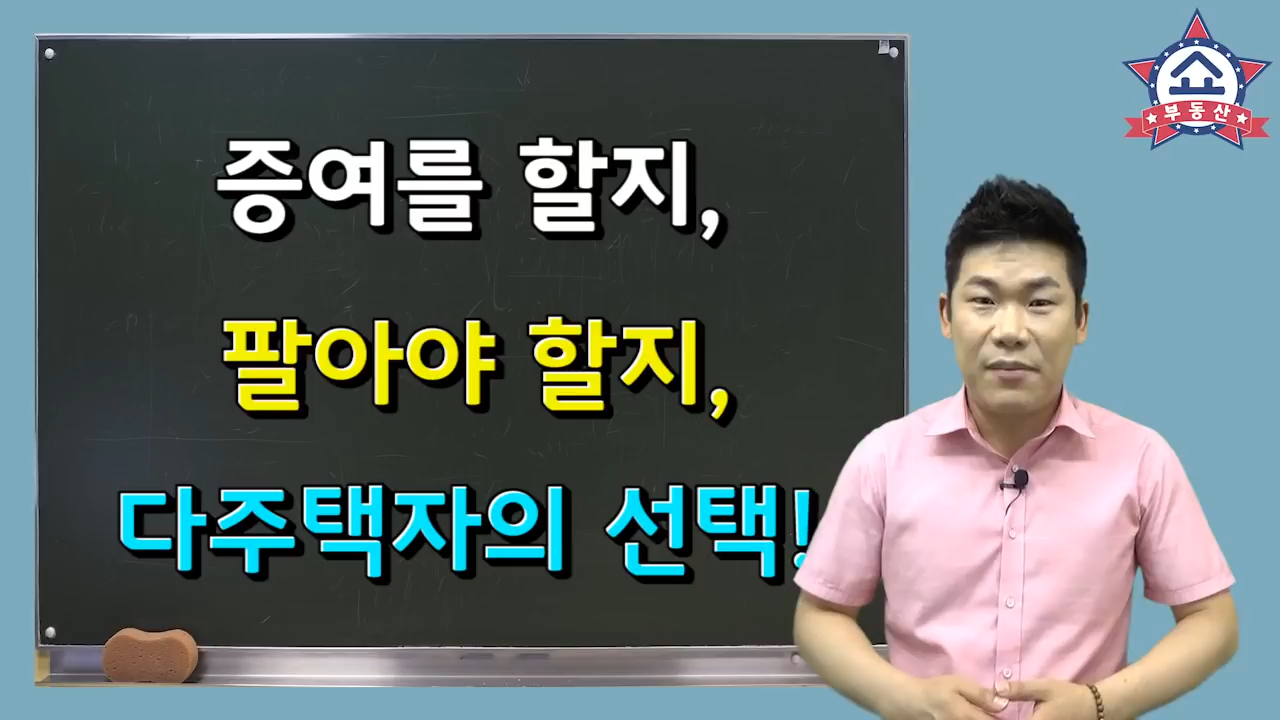 증여를 할지,
팔아야 할지,
다주택자의 선택!
쇼
부동산